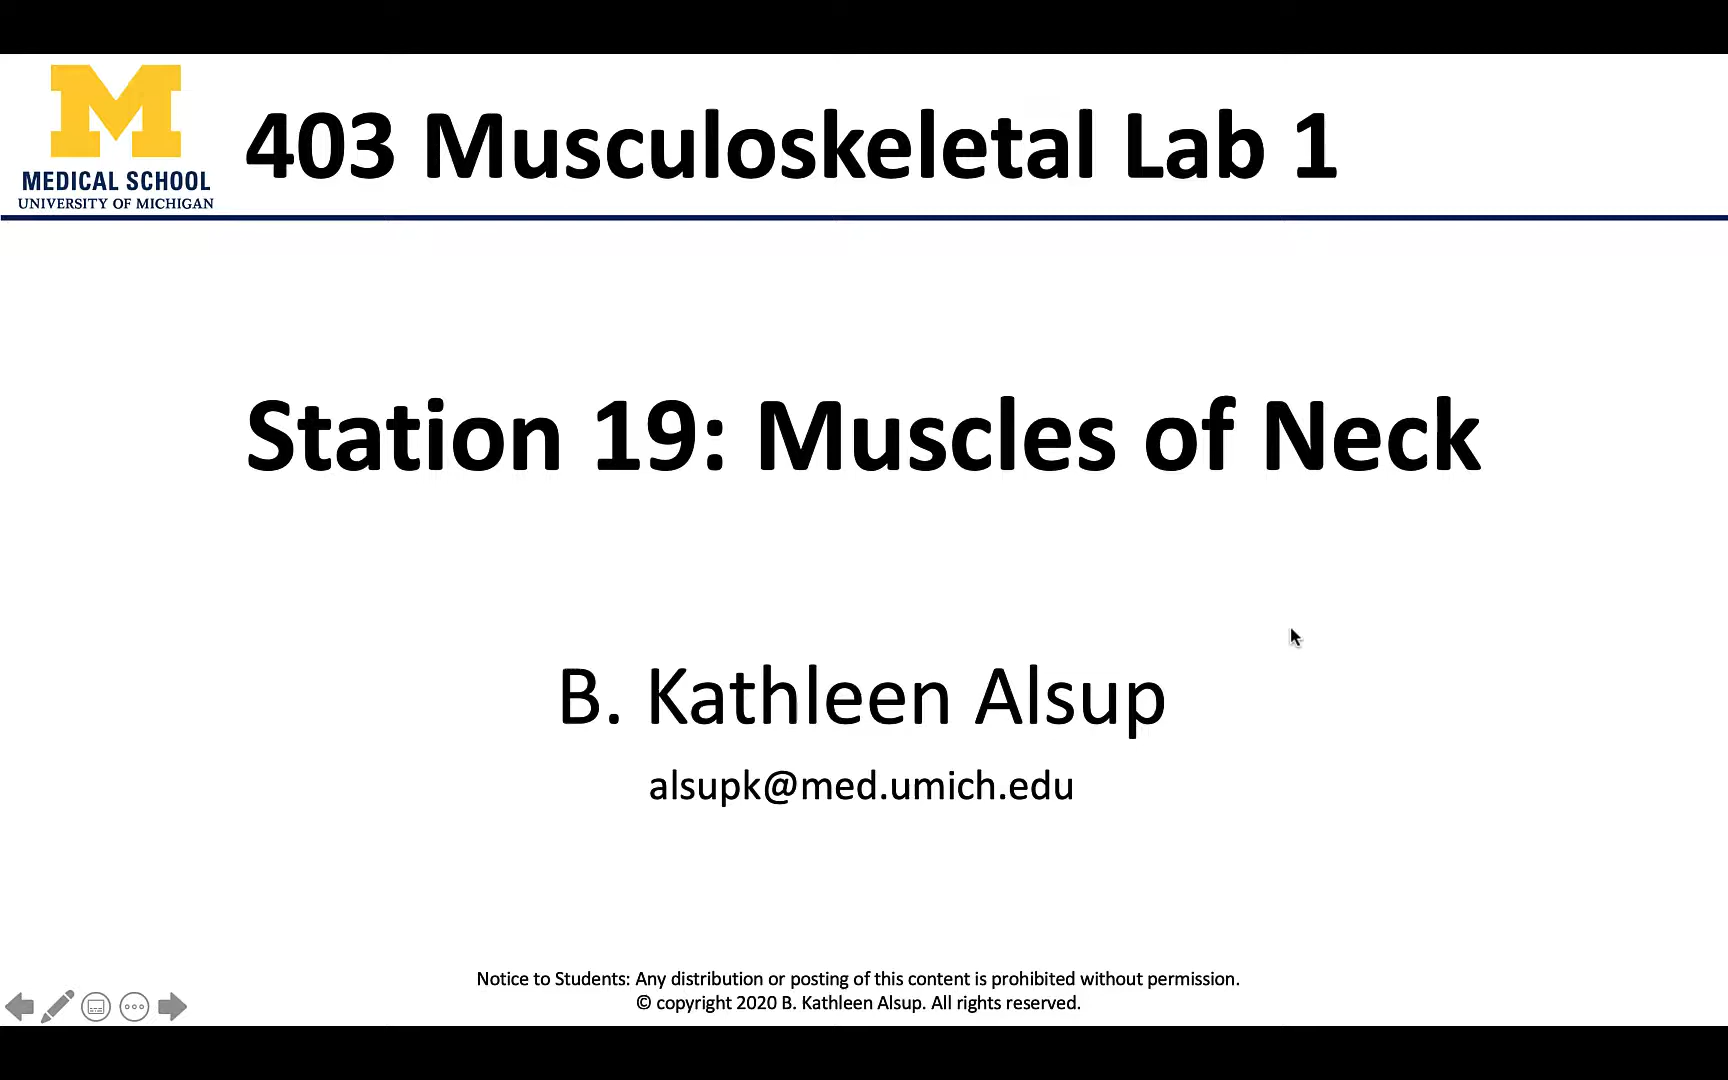 M
MEDICAL SCHOOL
UNIVERSITY OF MICHIGAN
403 Musculoskeletal Lab 1
Station 19: Muscles of Neck
B. Kathleen Alsup
alsupk@med.umich.edu
Notice to Students: Any distribution or posting of this content is prohibited without permission.
© copyright 2020 B. Kathleen Alsup. All rights reserved.